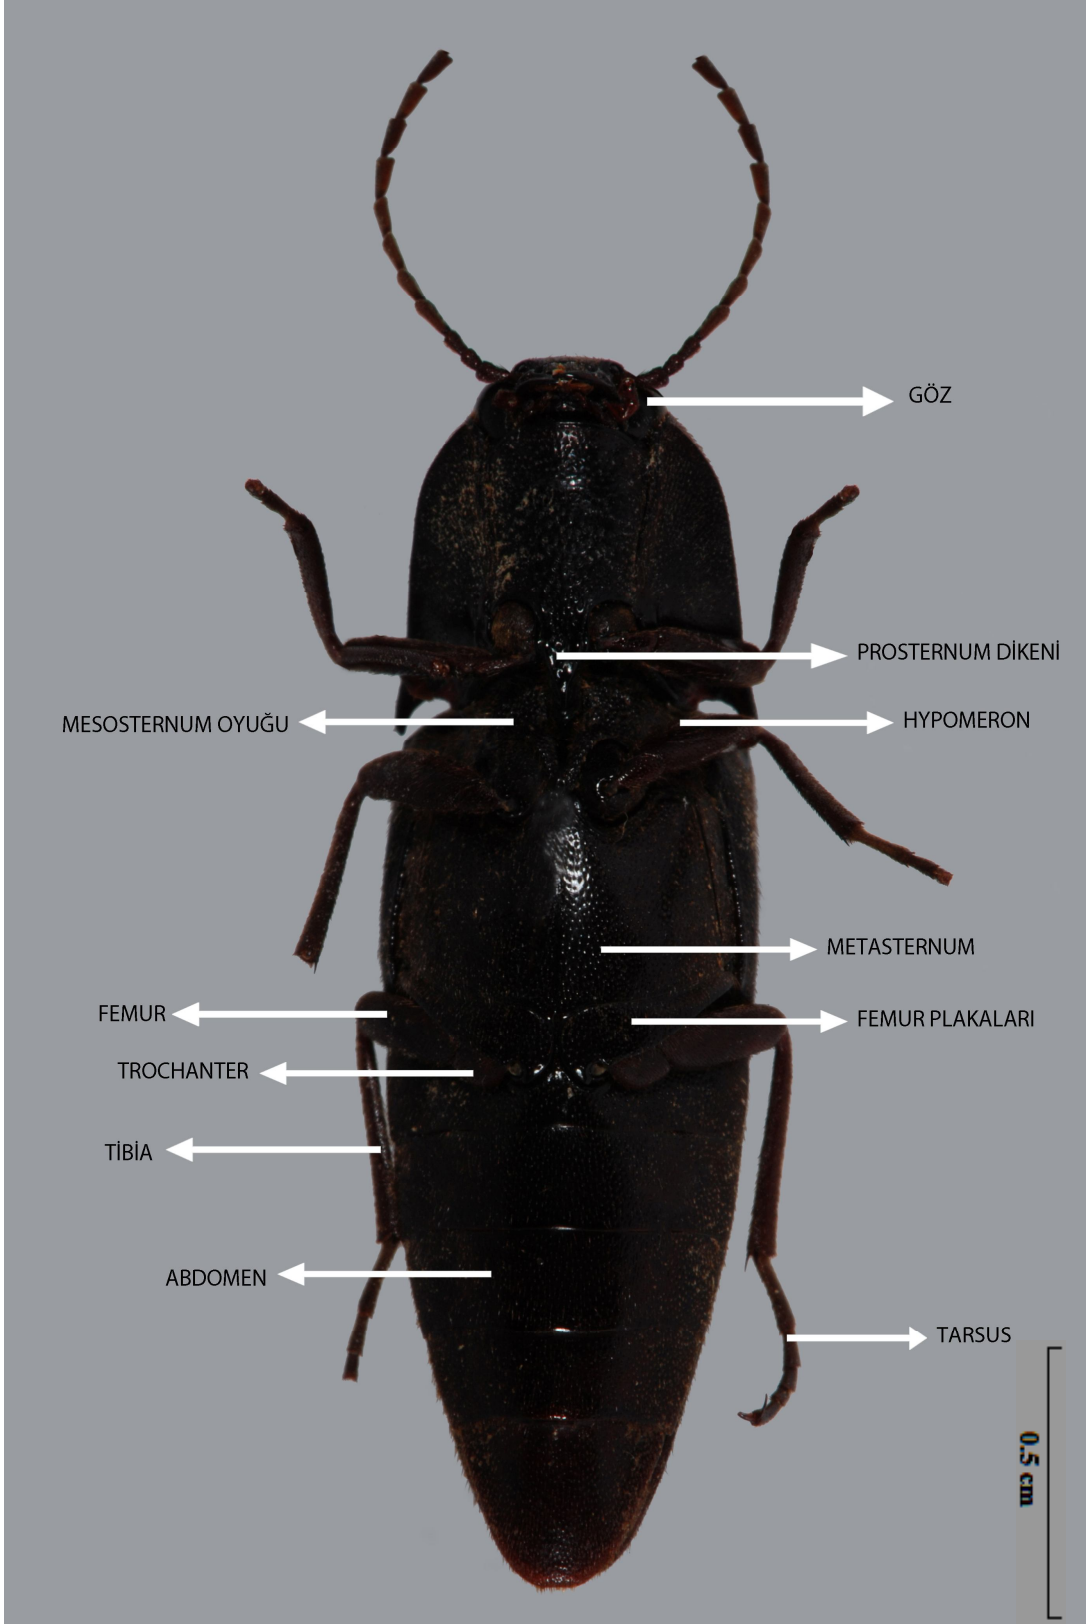 GÖZ
PROSTERNUM DİKENİ
MESOSTERNUM OYUĞU
HYPOMERON
METASTERNUM
FEMUR
FEMUR PLAKALARI
TROCHANTER
TİBİA
ABDOMEN
TARSUS
0.5 cm